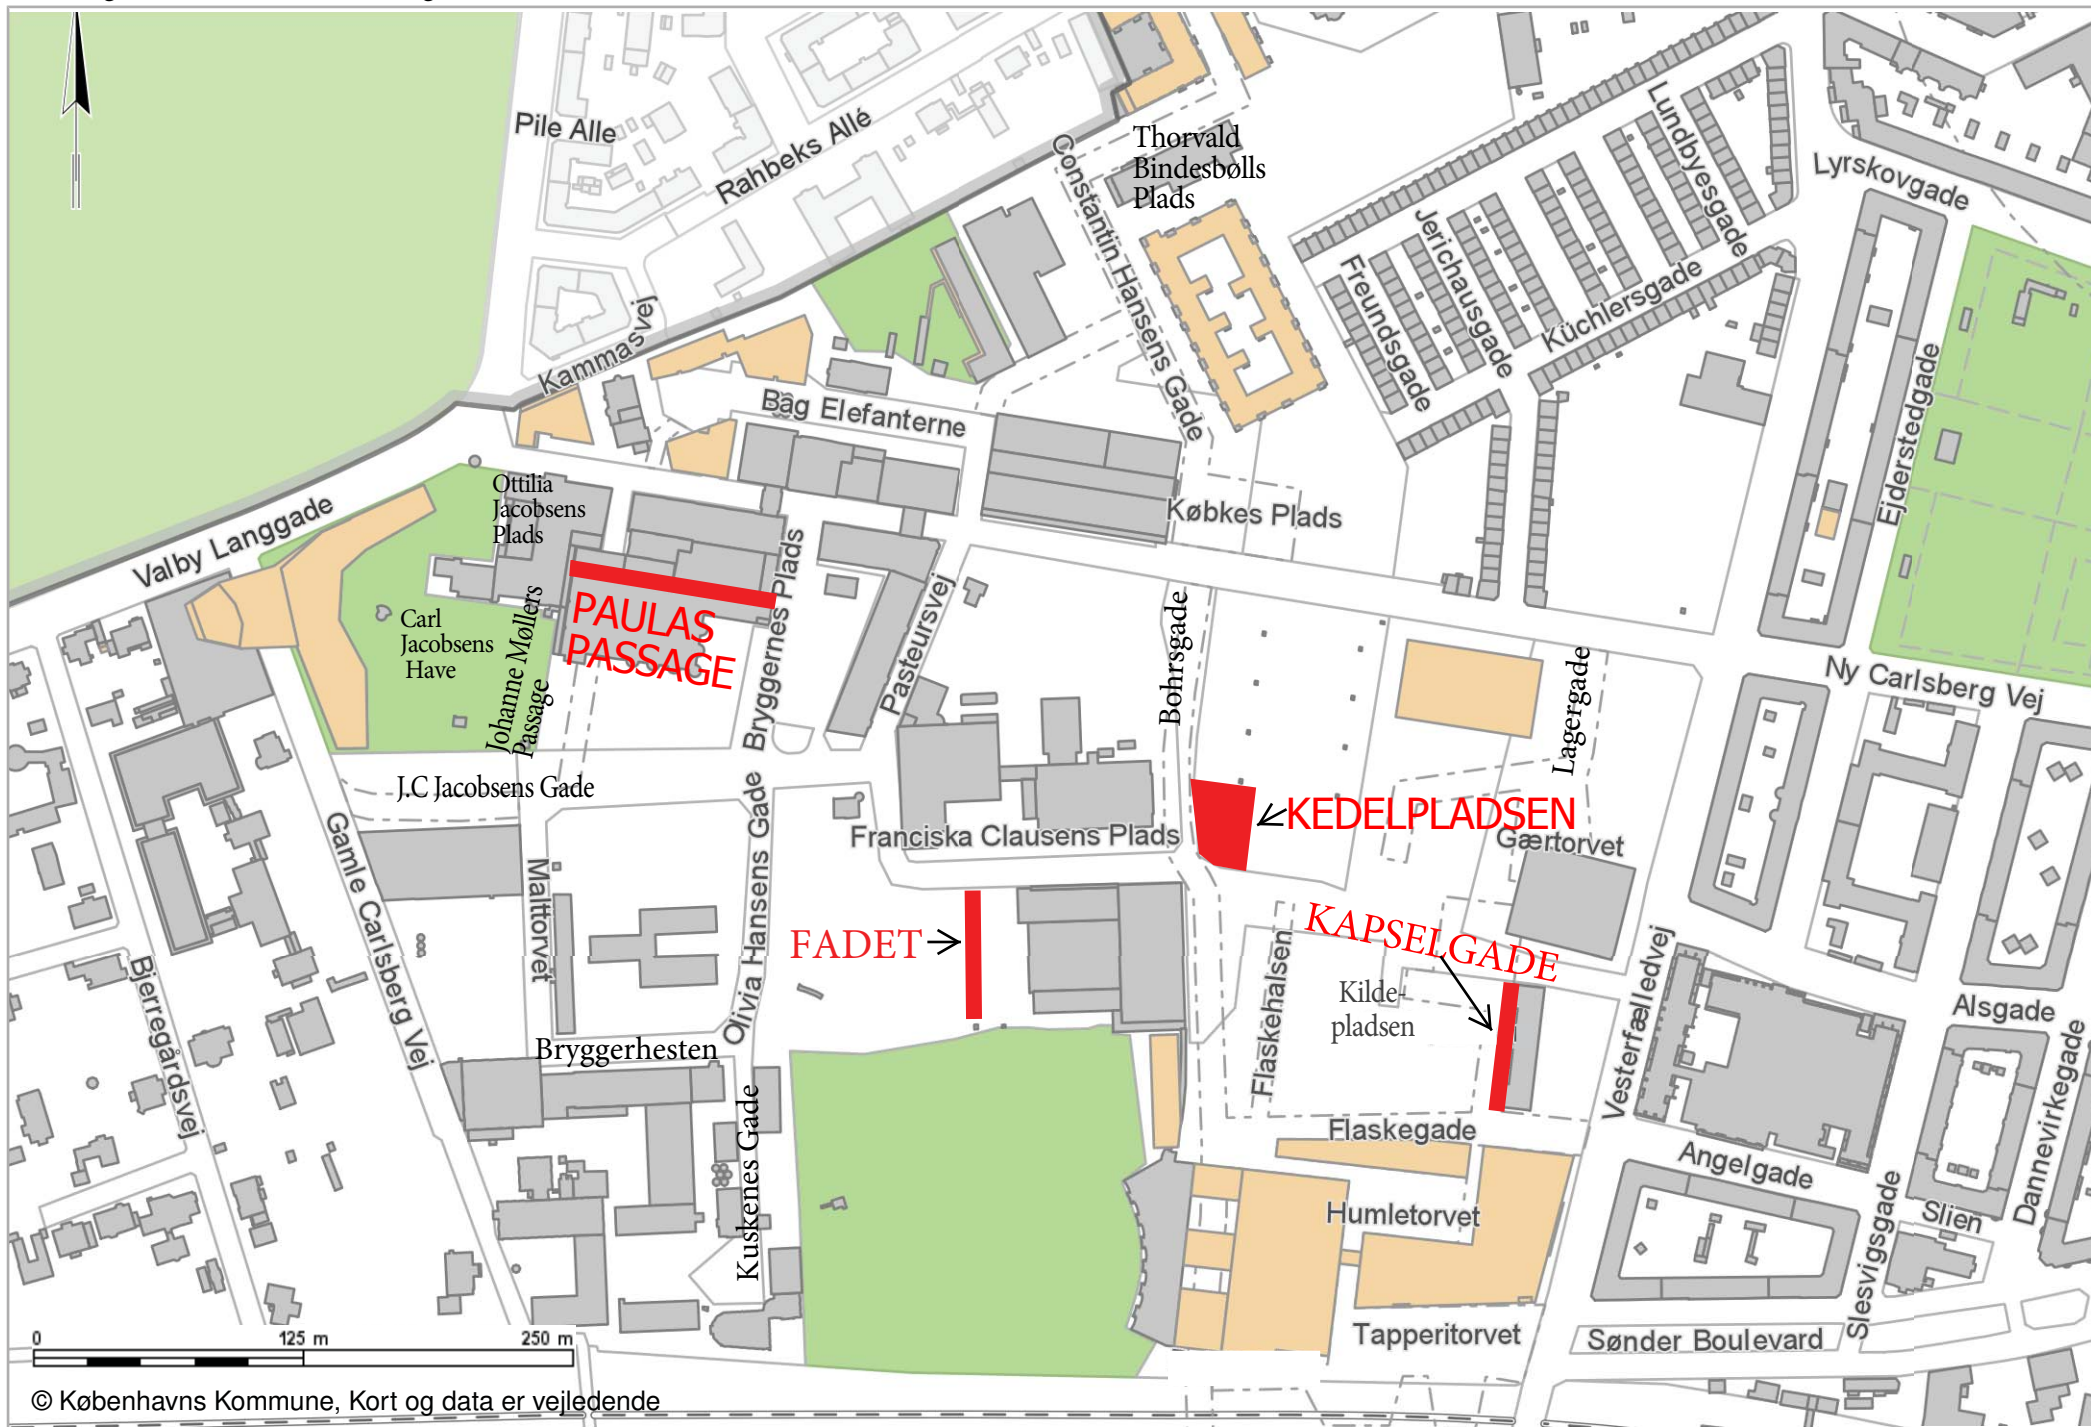 Pile Alle
Rahbeks Allé
Constantin Hansens Gade
Thorvald
Bindesbølls
Plads
Lundbyesgade
Lyrskovgade
Jerichausgade
Freundsgade
Küchlersgade
Ejderstedgade
Kammasvej
Bag Elefanterne
Købkes Plads
Valby Langgade
Ottilia
Jacobsens
Plads
Carl
Jacobsens
Have
Johanne Møllers
Passage
PAULAS
PASSAGE
Bryggernes Plads
Pasteursvej
Bohrsgade
Lagergade
Ny Carlsberg Vej
J.C Jacobsens Gade
Gamle Carlsberg Vej
Malttorvet
Olivia Hansens Gade
Franciska Clausens Plads
KEDELPLADSEN
Gærtorvet
FADET
KAPSELGADE
Kilde-
pladsen
Flaskehalsen
Vesterfælledvej
Alsgade
Bjerregårdsvej
Bryggerhesten
Kuskenes Gade
Flaskegade
Angelgade
Dannevirkegade
Slien
Slesvigsgade
Humletorvet
Tapperitorvet
Sønder Boulevard
0 125 m 250 m
© Københavns Kommune, Kort og data er vejledende